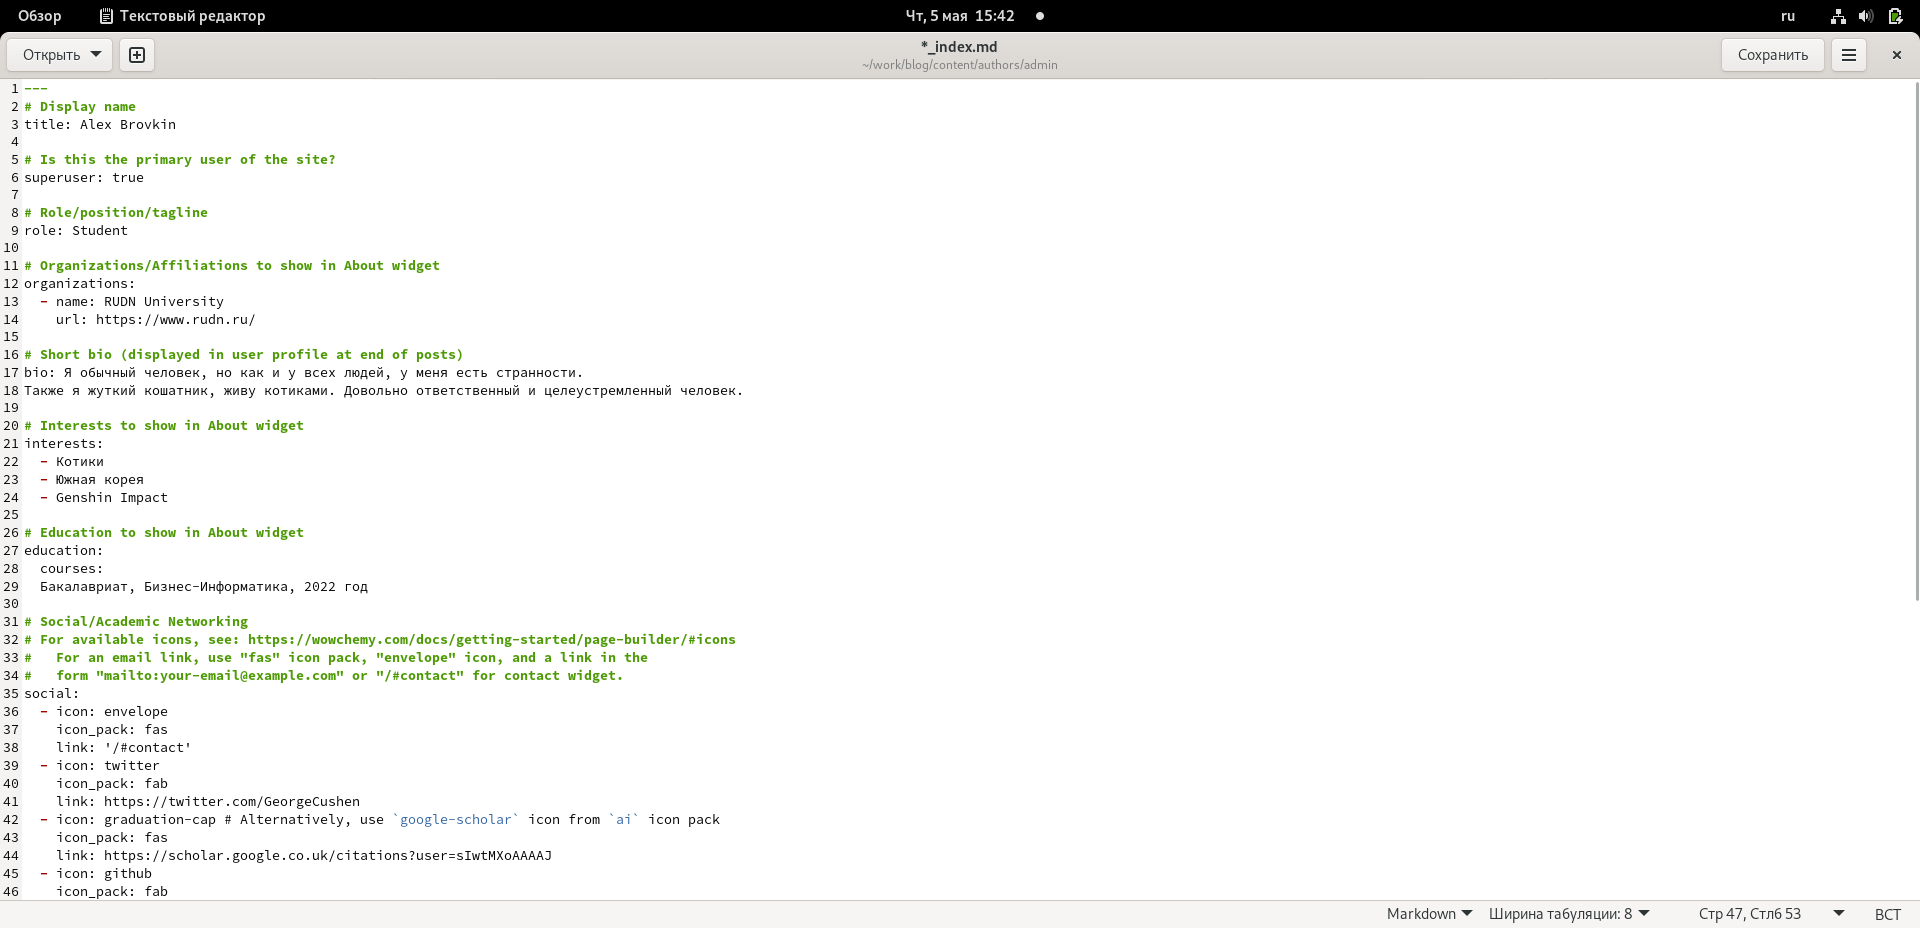 Обзор Текстовый редактор Чт, 5 мая 15:42 ru
Открыть *_index.md Сохранить
~/work/blog/content/authors/admin
1 ---
2 # Display name
3 title: Alex Brovkin
4
5 # Is this the primary user of the site?
6 superuser: true
7
8 # Role/position/tagline
9 role: Student
10
11 # Organizations/Affiliations to show in About widget
12 organizations:
13   - name: RUDN University
14     url: https://www.rudn.ru/
15
16 # Short bio (displayed in user profile at end of posts)
17 bio: Я обычный человек, но как и у всех людей, у меня есть странности.
18 Также я жуткий кошатник, живу котиками. Довольно ответственный и целеустремленный человек.
19
20 # Interests to show in About widget
21 interests:
22   - Котики
23   - Южная корея
24   - Genshin Impact
25
26 # Education to show in About widget
27 education:
28   courses:
29   Бакалавриат, Бизнес-Информатика, 2022 год
30
31 # Social/Academic Networking
32 # For available icons, see: https://wowchemy.com/docs/getting-started/page-builder/#icons
33 #   For an email link, use "fas" icon pack, "envelope" icon, and a link in the
34 #   form "mailto:your-email@example.com" or "/#contact" for contact widget.
35 social:
36   - icon: envelope
37     icon_pack: fas
38     link: '/#contact'
39   - icon: twitter
40     icon_pack: fab
41     link: https://twitter.com/GeorgeCushen
42   - icon: graduation-cap # Alternatively, use `google-scholar` icon from `ai` icon pack
43     icon_pack: fas
44     link: https://scholar.google.co.uk/citations?user=sIwtMXoAAAAJ
45   - icon: github
46     icon_pack: fab
Markdown Ширина табуляции: 8 Стр 47, Стлб 53 ВСТ